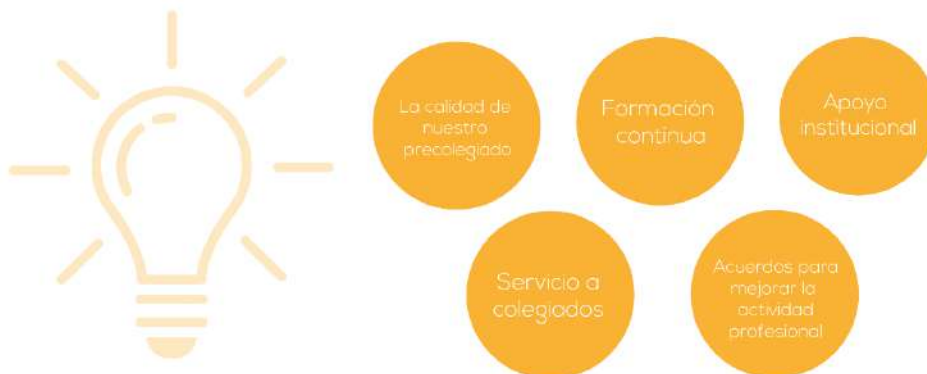 La calidad de
nuestro
precolegiado
Formación
continua
Apoyo
institucional
Servicio a
colegiados
Acuerdos para
mejorar la
actividad
profesional